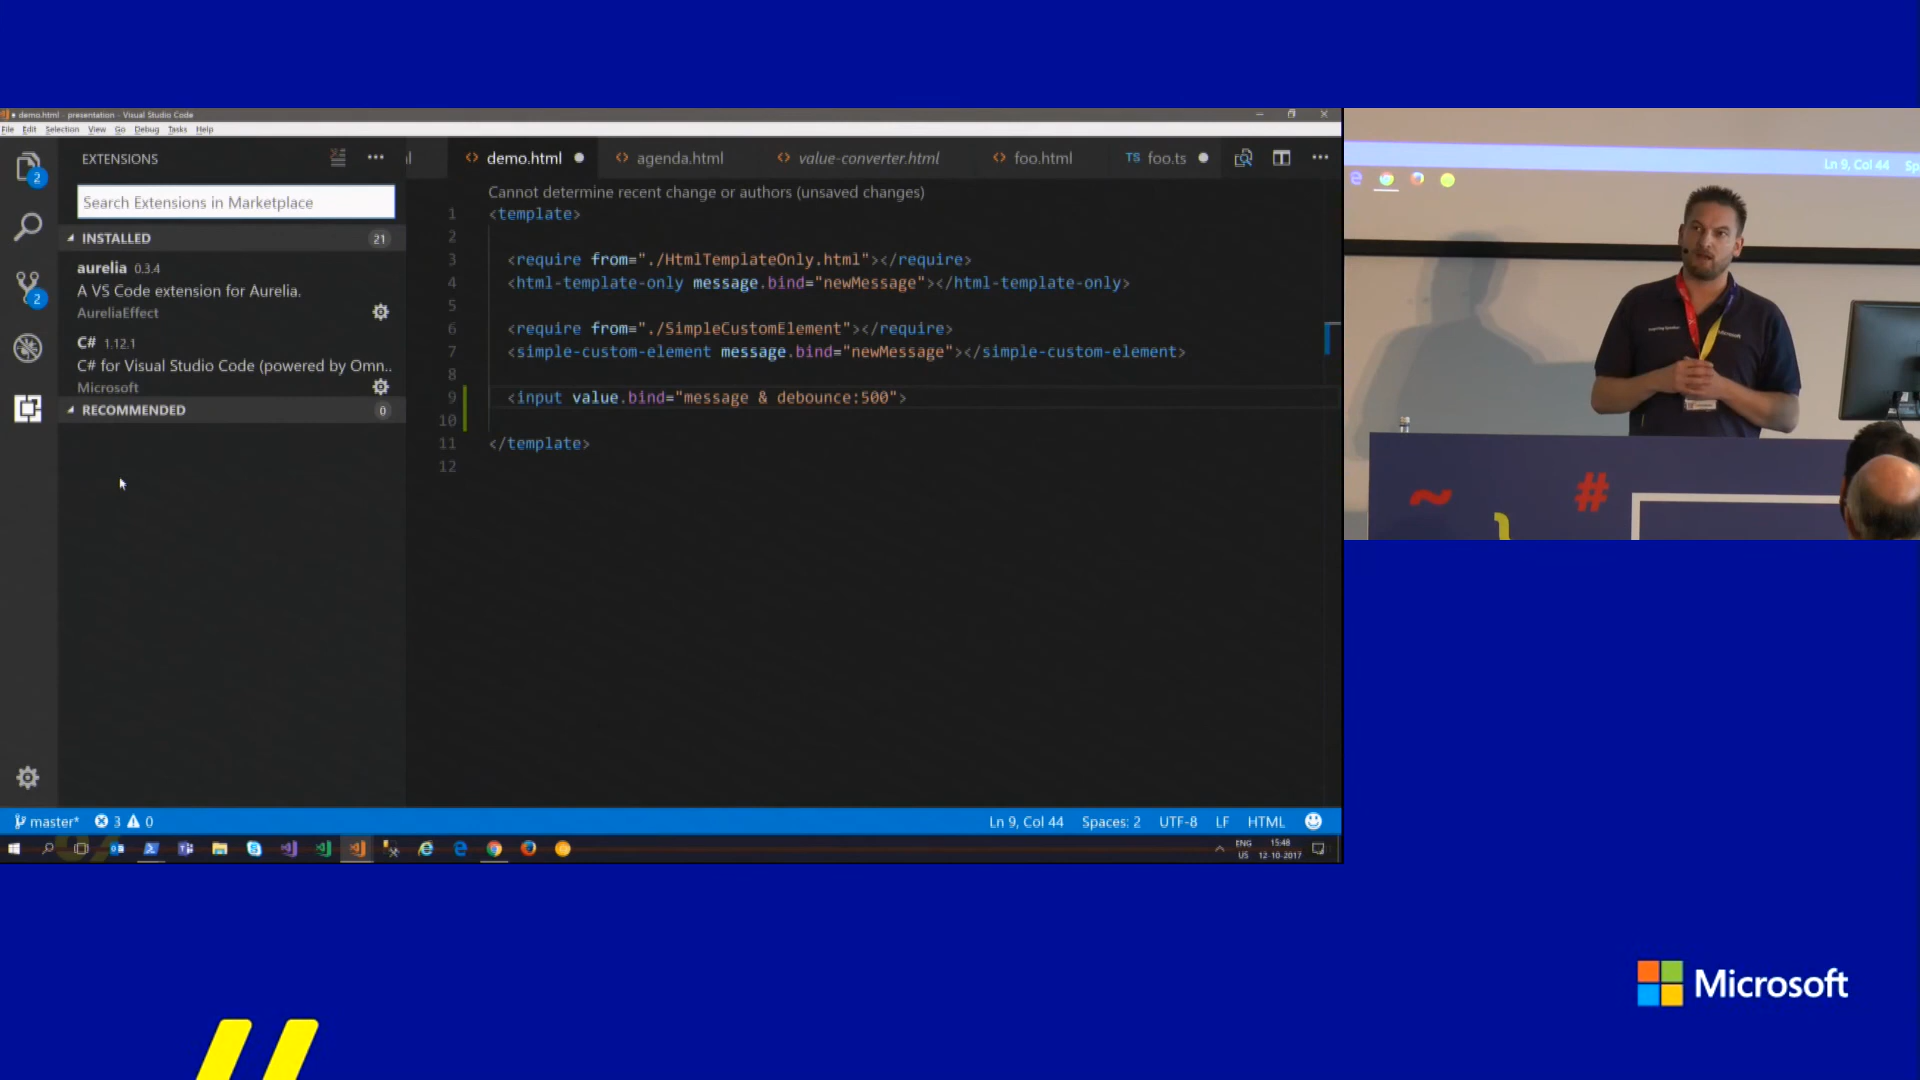 demo.html - presentation - Visual Studio Code
File Edit Selection View Go Debug Tasks Help
EXTENSIONS
Search Extensions in Marketplace
INSTALLED 21
aurelia 0.3.4
A VS Code extension for Aurelia.
AureliaEffect
C# 1.12.1
C# for Visual Studio Code (powered by Omn..
Microsoft
RECOMMENDED 0
2
2
demo.html
agenda.html
value-converter.html
foo.html
TS foo.ts
Cannot determine recent change or authors (unsaved changes)
1 <template>
2
3 <require from="./HtmlTemplateOnly.html"></require>
4 <html-template-only message.bind="newMessage"></html-template-only>
5
6 <require from="./SimpleCustomElement"></require>
7 <simple-custom-element message.bind="newMessage"></simple-custom-element>
8
9 <input value.bind="message & debounce:500">
10
11 </template>
12
master* 3 0
Ln 9, Col 44 Spaces: 2 UTF-8 LF HTML
ENG
US
15:48
12-10-2017
Ln 9, Col 44
Microsoft
~ } #
Microsoft